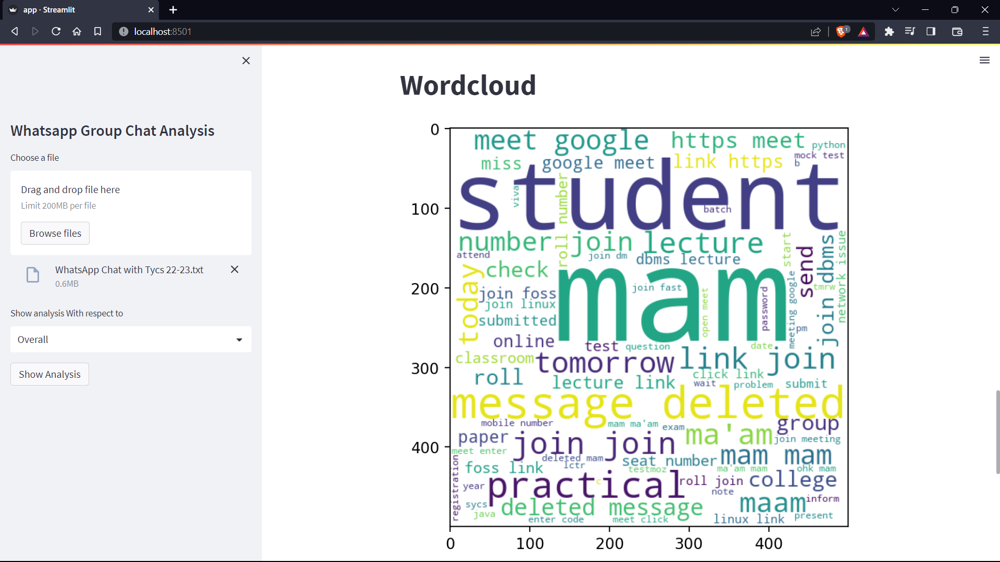 app · Streamlit
localhost:8501
1
Whatsapp Group Chat Analysis
Choose a file
Drag and drop file here
Limit 200MB per file
Browse files
WhatsApp Chat with Tycs 22-23.txt
0.6MB
Show analysis With respect to
Overall
Show Analysis
Wordcloud
0
100
200
300
400
0
100
200
300
400
meet google
https meet
python
miss
google meet
link https
mock test
b
student
viva
roll number
batch
number
join
lecture
attend
join dm
dbms lecture
start
send
join dbms
network issue
today
check
mam
join foss
join linux
join fast
open meet
password
meeting google
tmrw
submitted
pm
online
test
question
date
classroom
tomorrow
link join
roll
lecture link
click link
wait
problem
submit
message deleted
mobile number
mam ma'am
exam
ma'am
group
paper
join join
join meeting
meet enter
deleted mam
seat number
mam mam
registration
foss link
lctr
testmoz
ma'am mam
ohk mam
year
practical
c
roll join
college
note
sycs
deleted message
maam
inform
java
enter code
meet click
linux link
present